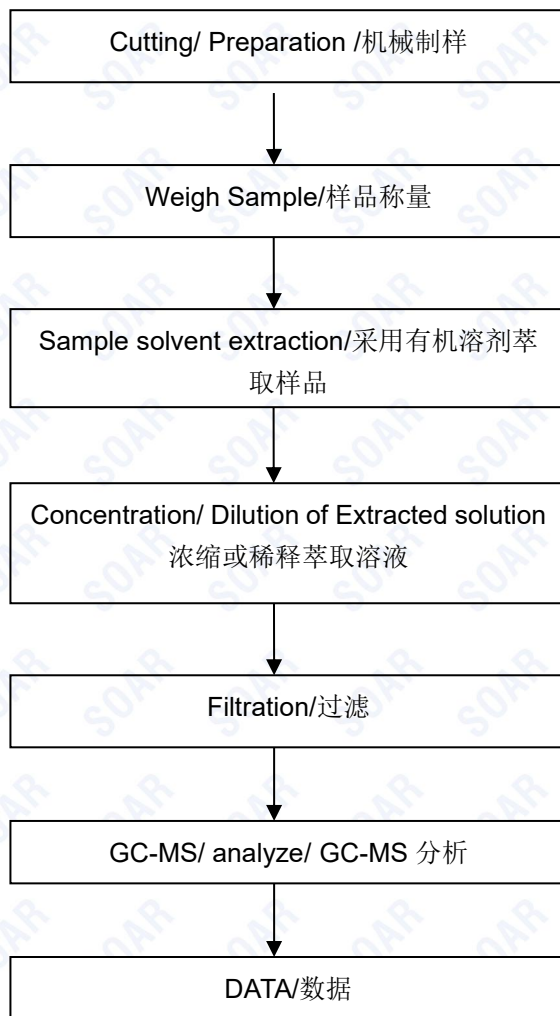 Cutting/ Preparation /机械制样
Weigh Sample/样品称量
Sample solvent extraction/采用有机溶剂萃
取样品
Concentration/ Dilution of Extracted solution
浓缩或稀释萃取溶液
Filtration/过滤
GC-MS/ analyze/ GC-MS 分析
DATA/数据